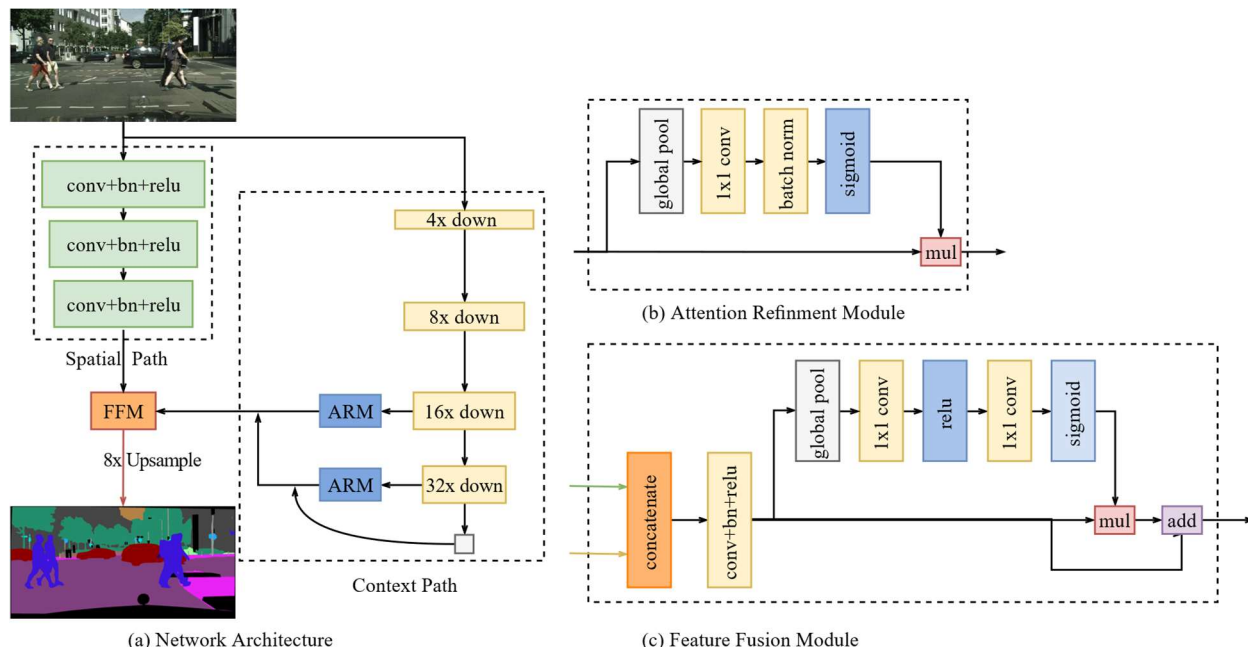 conv+bn+relu
conv+bn+relu
conv+bn+relu
Spatial Path
4x down
8x down
16x down
32x down
ARM
ARM
FFM
8x Upsample
Context Path
(a) Network Architecture
global pool
1x1 conv
batch norm
sigmoid
mul
(b) Attention Refinment Module
concatenate
conv+bn+relu
global pool
1x1 conv
relu
1x1 conv
sigmoid
mul
add
(c) Feature Fusion Module